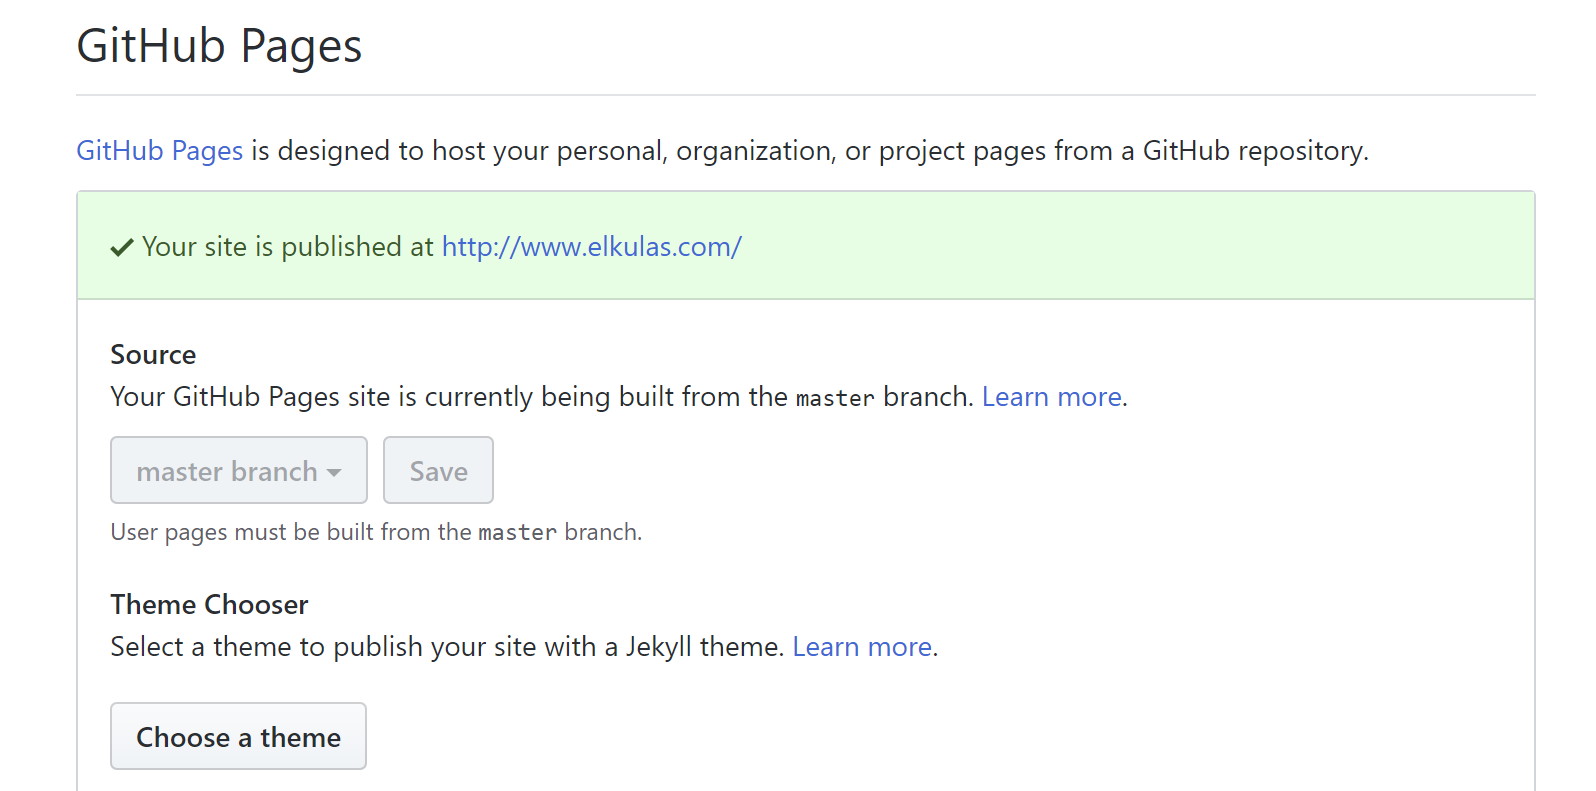 GitHub Pages
GitHub Pages is designed to host your personal, organization, or project pages from a GitHub repository.
Your site is published at http://www.elkulas.com/
Source
Your GitHub Pages site is currently being built from the master branch. Learn more.
master branch
Save
User pages must be built from the master branch.
Theme Chooser
Select a theme to publish your site with a Jekyll theme. Learn more.
Choose a theme